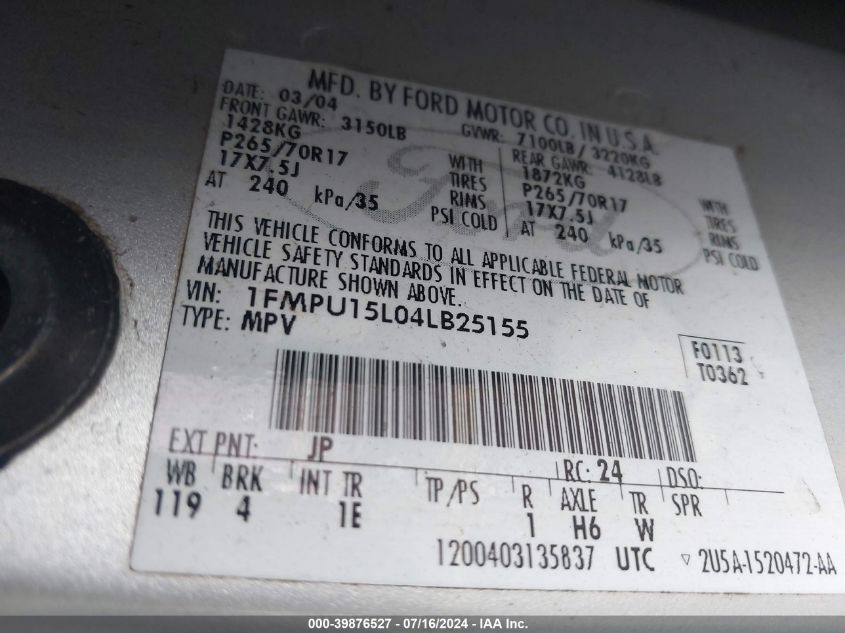 MFD. BY FORD MOTOR CO. IN U.S.A.
DATE: 03/04 GVWR: 7100LB/ 3220KG
FRONT GAWR: 3150LB REAR GAWR: 4128LB
1428KG WITH 1872KG WITH
P265/70R17 TIRES P265/70R17 TIRES
17X7.5J RIMS 17X7.5J RIMS
AT 240 kPa/35 PSI COLD AT 240 kPa/35 PSI COLD
Ford
THIS VEHICLE CONFORMS TO ALL APPLICABLE FEDERAL MOTOR
VEHICLE SAFETY STANDARDS IN EFFECT ON THE DATE OF
MANUFACTURE SHOWN ABOVE.
VIN: 1FMPU15L04LB25155
TYPE: MPV
F0113
T0362
EXT PNT: JP RC: 24 DSO:
WB BRK INT TR TP/PS R AXLE TR SPR
119 4 1E 1 H6 W
1200403135837 UTC ▽ 2U5A-1520472-AA
000-39876527 - 07/16/2024 - IAAI Inc.